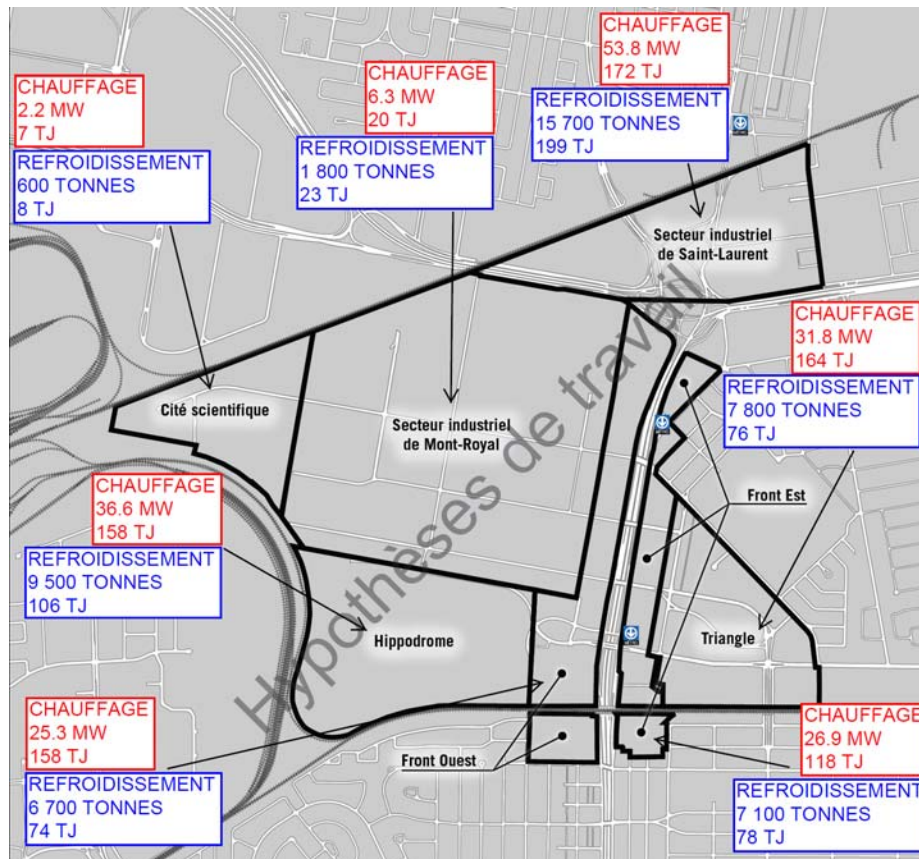 CHAUFFAGE
53.8 MW
172 TJ
REFROIDISSEMENT
15 700 TONNES
199 TJ
CHAUFFAGE
6.3 MW
20 TJ
REFROIDISSEMENT
1 800 TONNES
23 TJ
CHAUFFAGE
2.2 MW
7 TJ
REFROIDISSEMENT
600 TONNES
8 TJ
Secteur industriel
de Saint-Laurent
CHAUFFAGE
31.8 MW
164 TJ
REFROIDISSEMENT
7 800 TONNES
76 TJ
Cité scientifique
Secteur industriel
de Mont-Royal
Hypothèses de travail
CHAUFFAGE
36.6 MW
158 TJ
REFROIDISSEMENT
9 500 TONNES
106 TJ
Front Est
Hippodrome
Triangle
CHAUFFAGE
25.3 MW
158 TJ
REFROIDISSEMENT
6 700 TONNES
74 TJ
Front Ouest
CHAUFFAGE
26.9 MW
118 TJ
REFROIDISSEMENT
7 100 TONNES
78 TJ